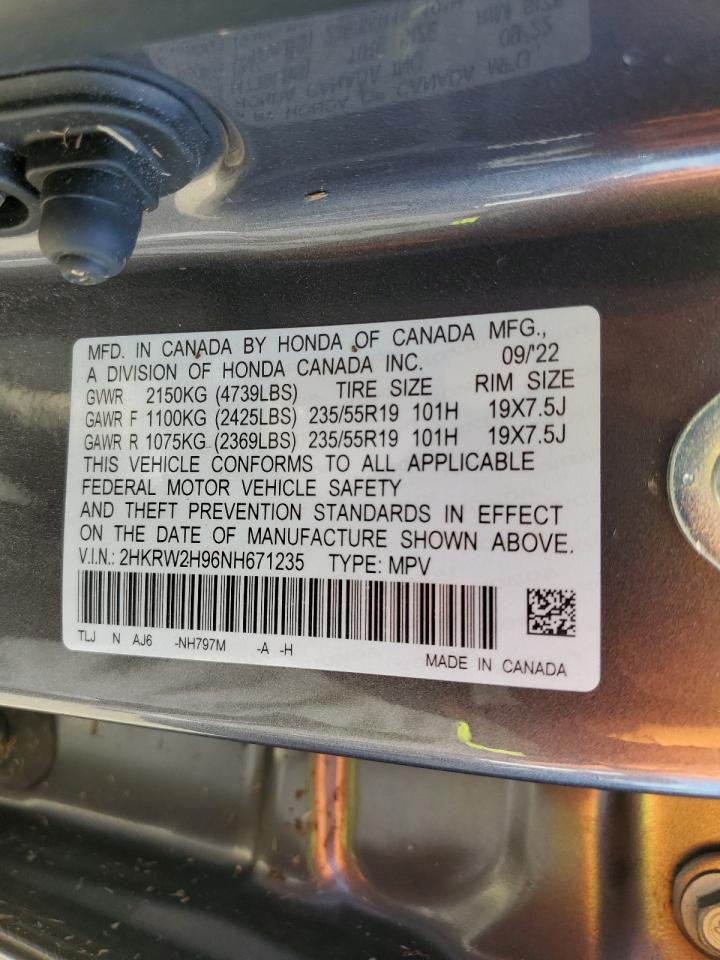 MFD. IN CANADA BY HONDA OF CANADA MFG.,
A DIVISION OF HONDA CANADA INC. 09/'22
GVWR 2150KG (4739LBS) TIRE SIZE RIM SIZE
GAWR F 1100KG (2425LBS) 235/55R19 101H 19X7.5J
GAWR R 1075KG (2369LBS) 235/55R19 101H 19X7.5J
THIS VEHICLE CONFORMS TO ALL APPLICABLE
FEDERAL MOTOR VEHICLE SAFETY
AND THEFT PREVENTION STANDARDS IN EFFECT
ON THE DATE OF MANUFACTURE SHOWN ABOVE.
V.I.N.: 2HKRW2H96NH671235 TYPE: MPV
TLJ N AJ6 -NH797M -A -H
MADE IN CANADA